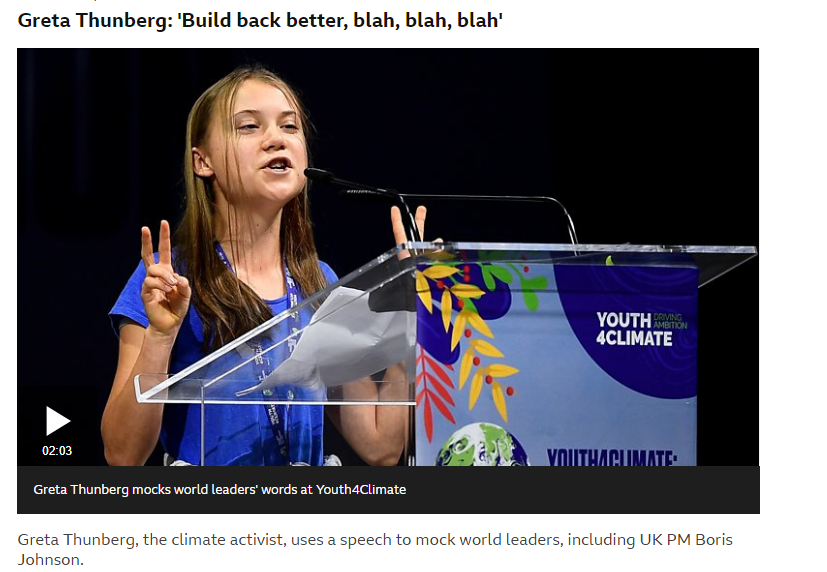 Greta Thunberg: 'Build back better, blah, blah, blah'
YOUTH DRIVING
4CLIMATE AMBITION
YOUTH4CLIMATE:
02:03
Greta Thunberg mocks world leaders' words at Youth4Climate
Greta Thunberg, the climate activist, uses a speech to mock world leaders, including UK PM Boris
Johnson.